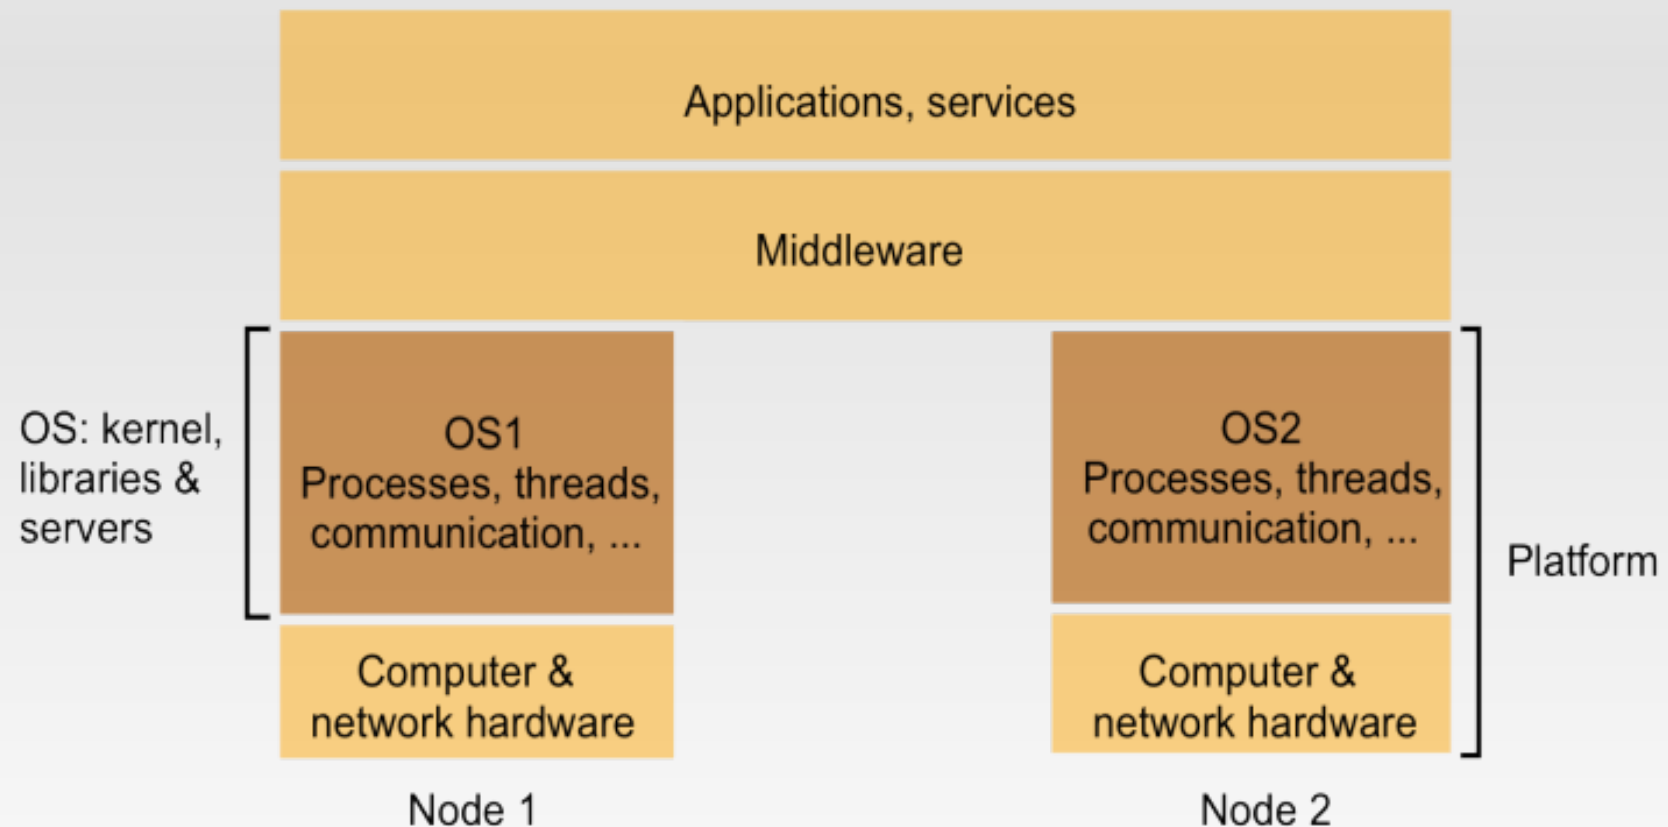 Applications, services
Middleware
OS: kernel,
libraries &
servers
OS1
Processes, threads,
communication, ...
OS2
Processes, threads,
communication, ...
Platform
Computer &
network hardware
Computer &
network hardware
Node 1
Node 2